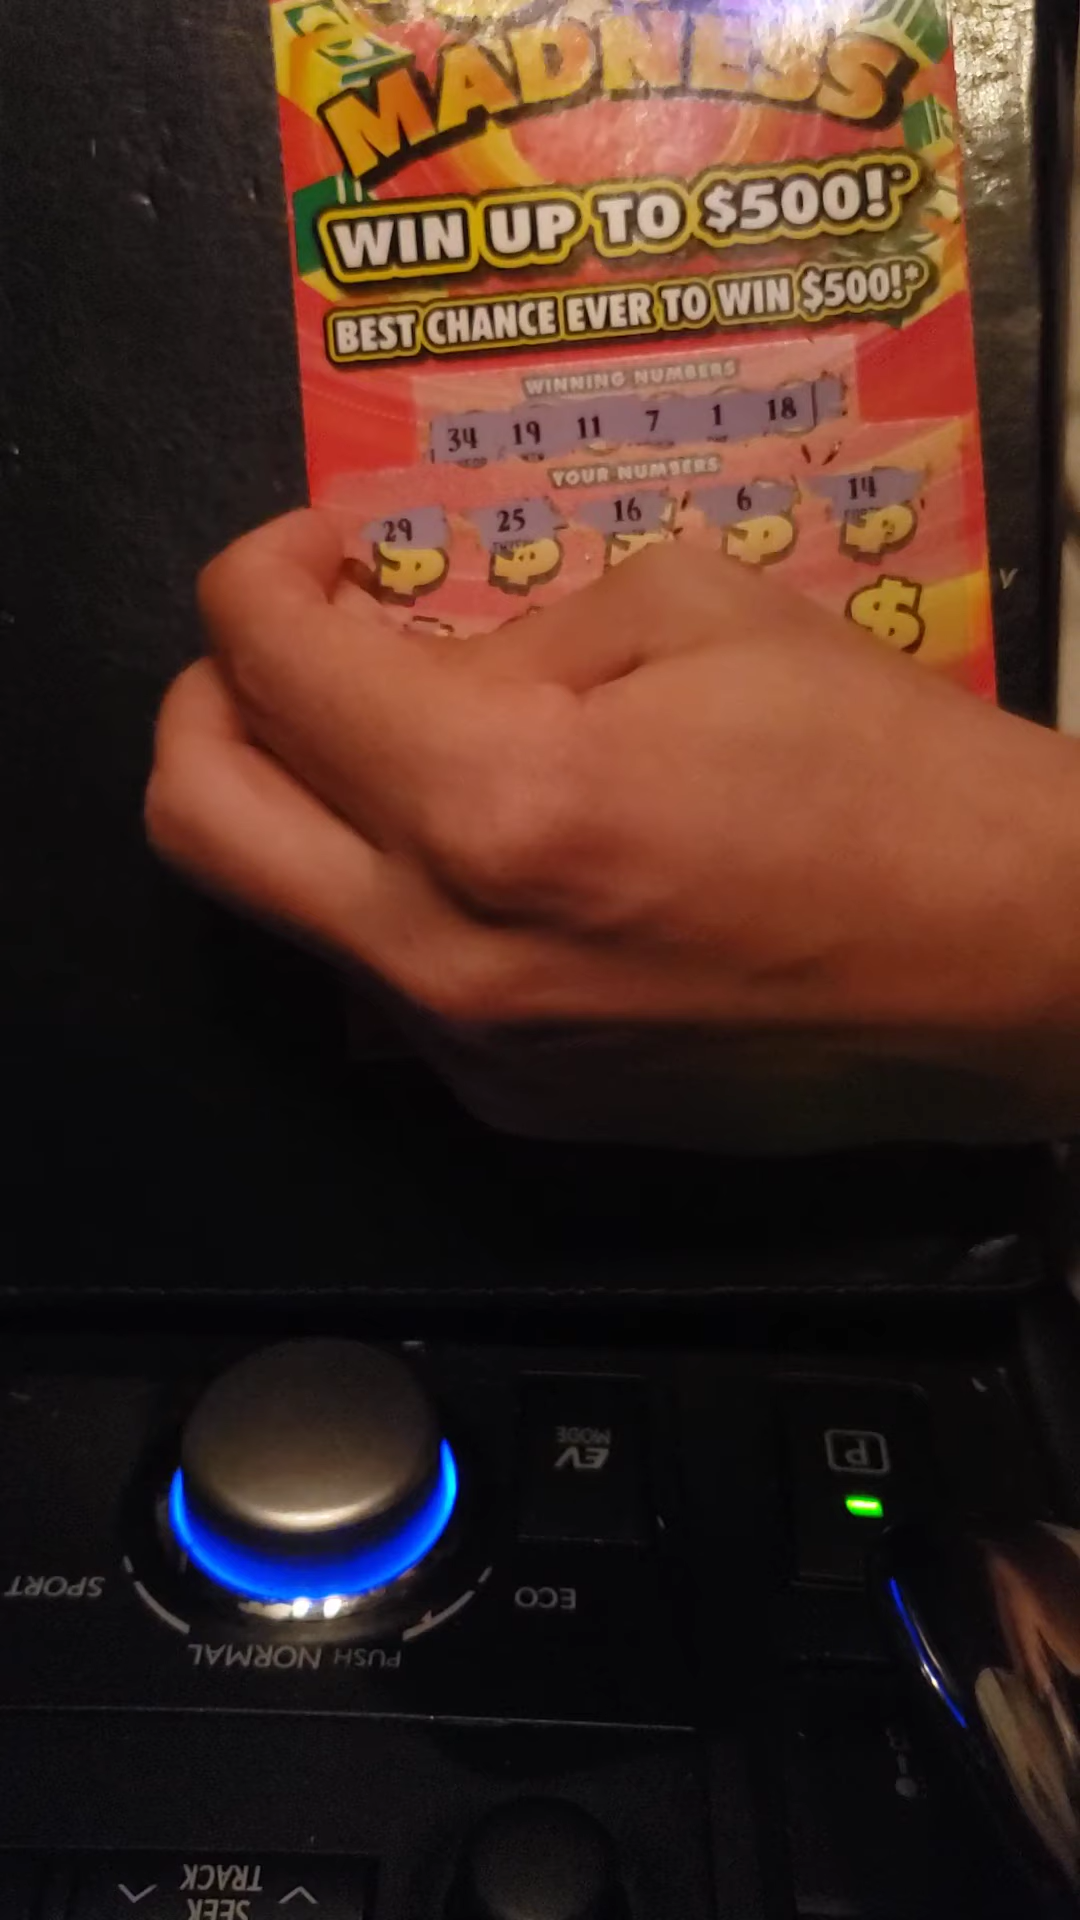 MADNESS
WIN UP TO $500!*
BEST CHANCE EVER TO WIN $500!*
WINNING NUMBERS
34 19 11 7 1 18
YOUR NUMBERS
29 25 16 6 14
$
P
EV
MODE
ECO
PUSH NORMAL
SPORT
SEEK
TRACK